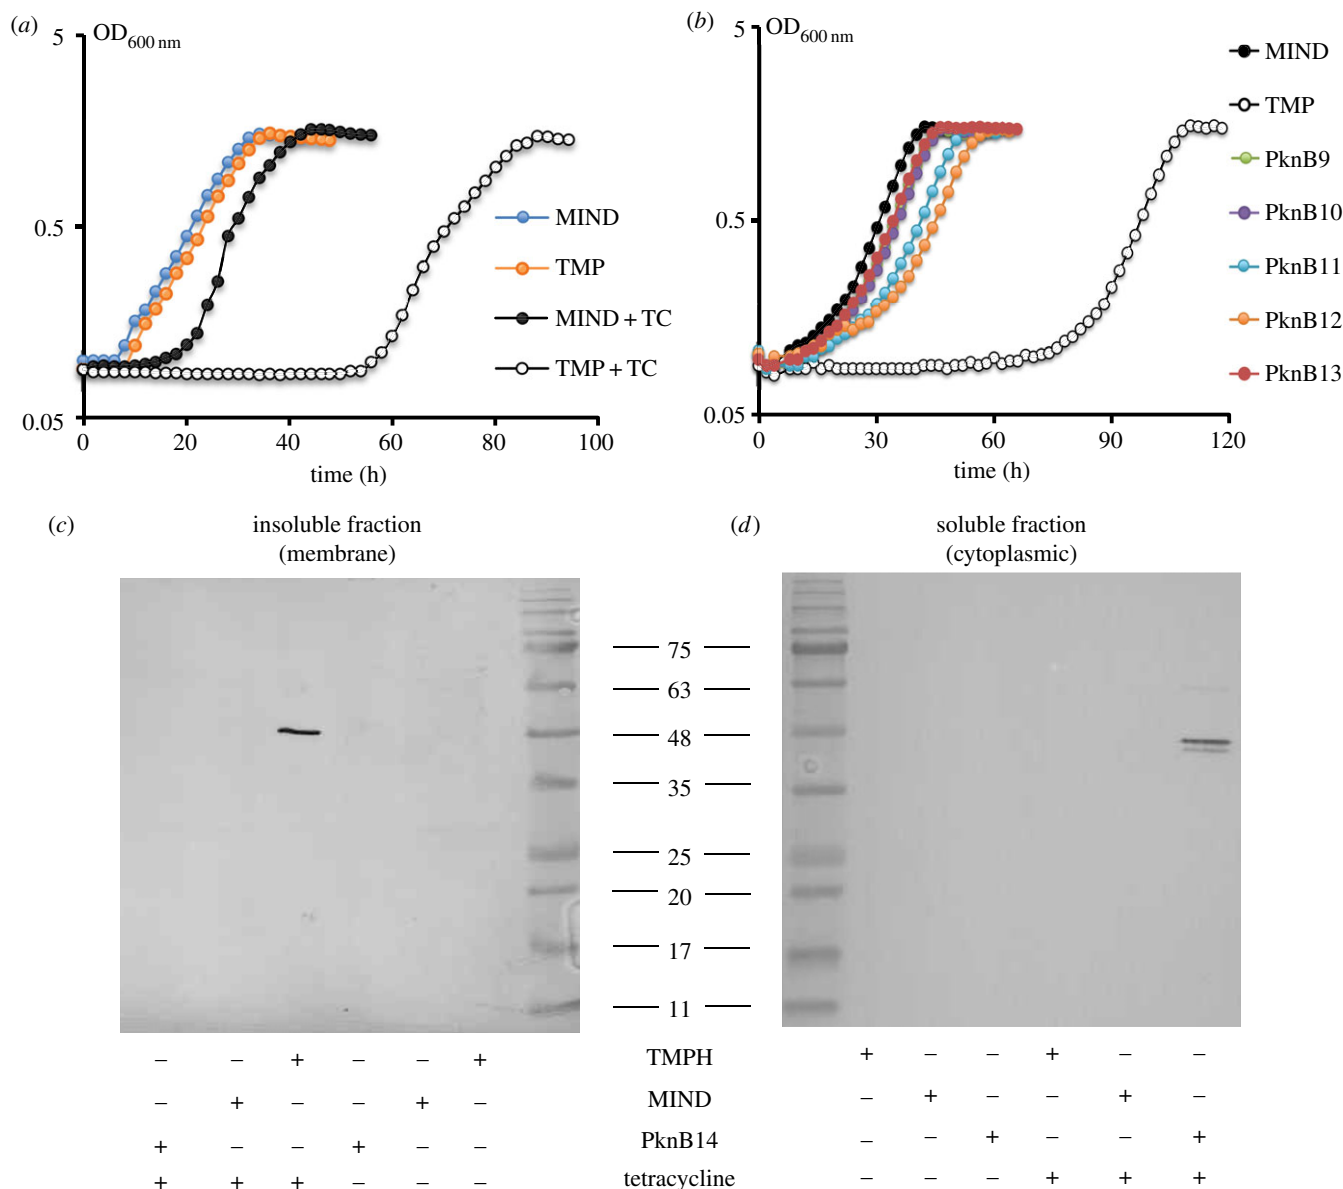 (a)
OD600 nm
5
0.5
0.05
0 20 40 60 80 100
time (h)
MIND
TMP
MIND + TC
TMP + TC
(b)
OD600 nm
5
0.5
0.05
0 30 60 90 120
time (h)
MIND
TMP
PknB9
PknB10
PknB11
PknB12
PknB13
(c)
insoluble fraction
(membrane)
(d)
soluble fraction
(cytoplasmic)
75
63
48
35
25
20
17
11
– – + – – + TMPH + – – + – –
– + – – + – MIND – + – – + –
+ – – + – – PknB14 – – + – – +
+ + + – – – tetracycline – – – + + +